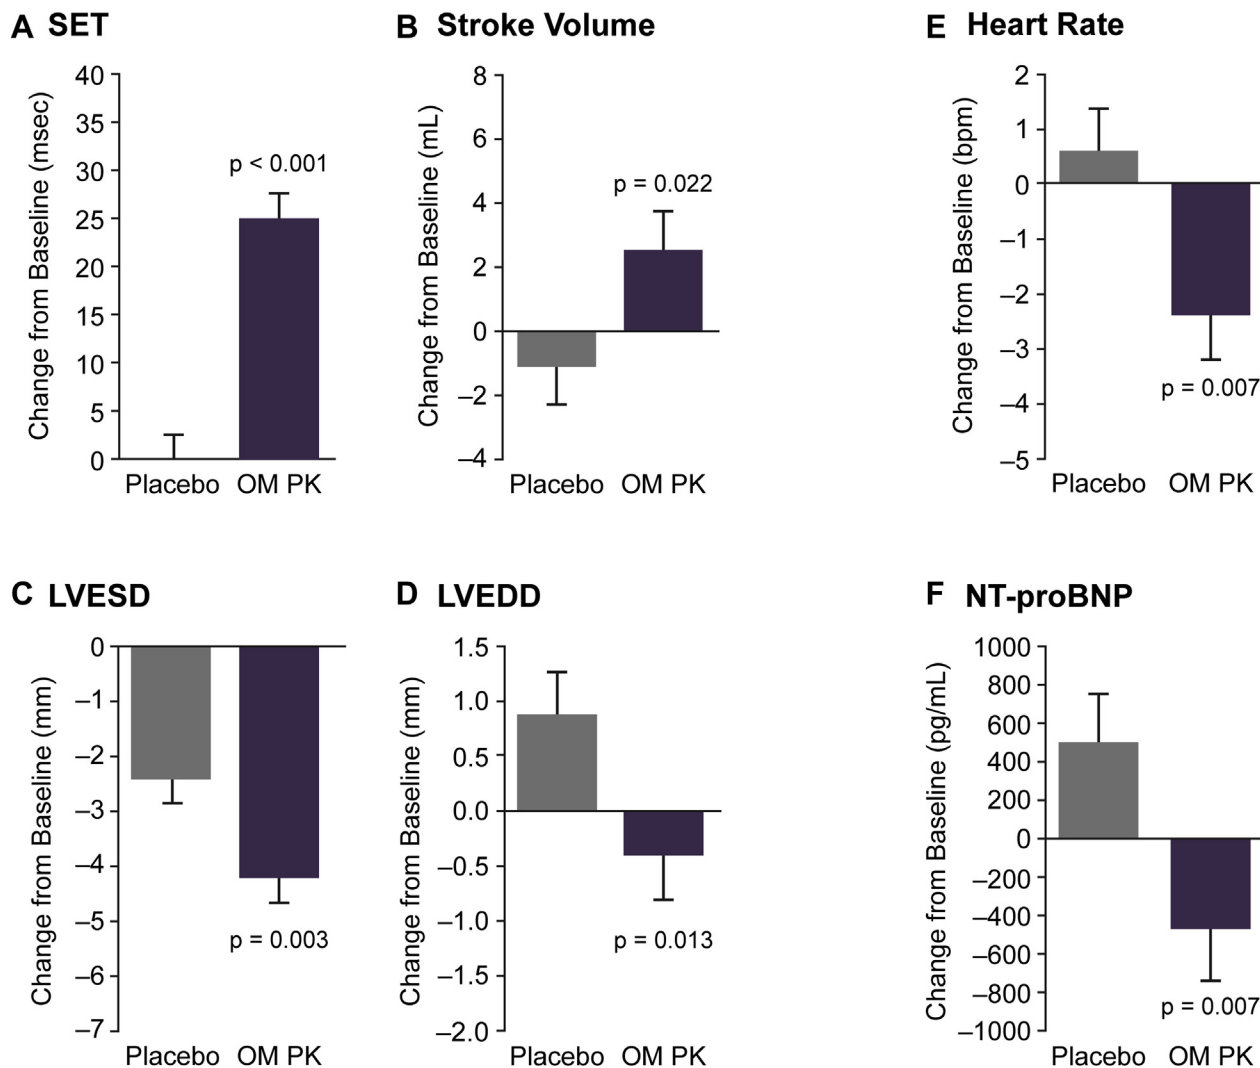 A SET
Change from Baseline (msec)
40
35
30
25
20
15
10
5
0
p < 0.001
Placebo OM PK
B Stroke Volume
Change from Baseline (mL)
8
6
4
2
0
–2
–4
p = 0.022
Placebo OM PK
E Heart Rate
Change from Baseline (bpm)
2
1
0
–1
–2
–3
–4
–5
p = 0.007
Placebo OM PK
C LVESD
Change from Baseline (mm)
0
–1
–2
–3
–4
–5
–6
–7
p = 0.003
Placebo OM PK
D LVEDD
Change from Baseline (mm)
1.5
1.0
0.5
0.0
–0.5
–1.0
–1.5
–2.0
p = 0.013
Placebo OM PK
F NT-proBNP
Change from Baseline (pg/mL)
1000
800
600
400
200
0
–200
–400
–600
–800
–1000
p = 0.007
Placebo OM PK